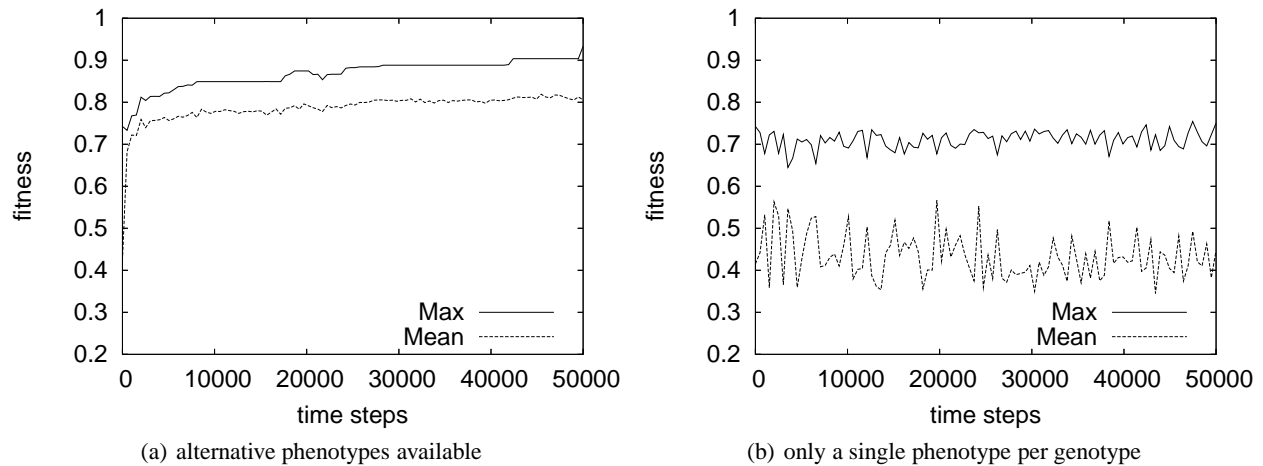 1
0.9
0.8
0.7
0.6
0.5
0.4
0.3
0.2
fitness
Max
Mean
0 10000 20000 30000 40000 50000
time steps
(a) alternative phenotypes available
1
0.9
0.8
0.7
0.6
0.5
0.4
0.3
0.2
fitness
Max
Mean
0 10000 20000 30000 40000 50000
time steps
(b) only a single phenotype per genotype